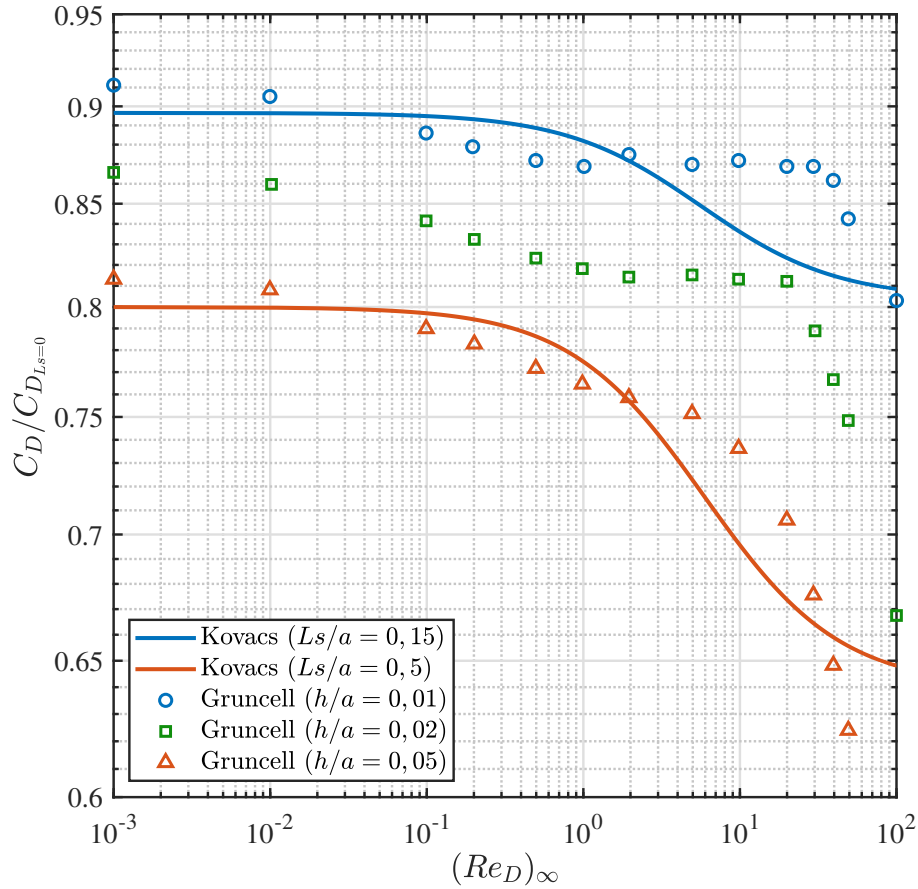 0.95
0.9
0.85
0.8
0.75
0.7
0.65
0.6
C_D/C_{D_{Ls=0}}
Kovacs (Ls/a = 0, 15)
Kovacs (Ls/a = 0, 5)
Gruncell (h/a = 0, 01)
Gruncell (h/a = 0, 02)
Gruncell (h/a = 0, 05)
10^{-3} 10^{-2} 10^{-1} 10^{0} 10^{1} 10^{2}
(Re_D)_∞